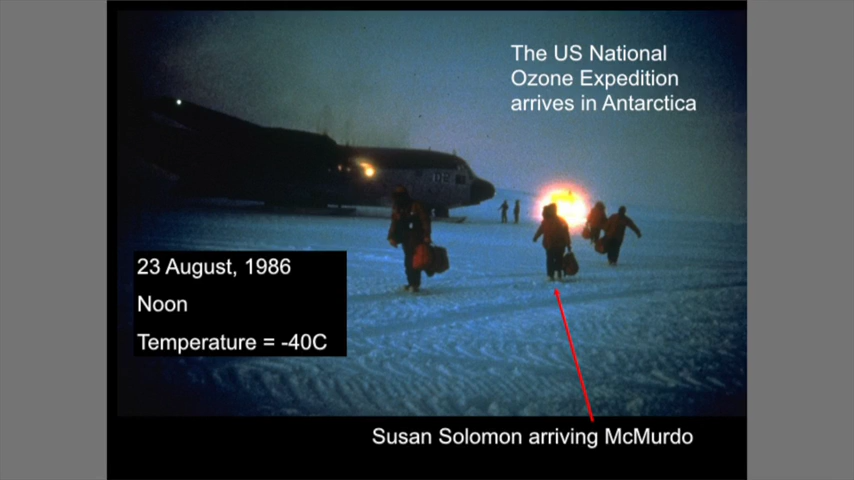 The US National
Ozone Expedition
arrives in Antarctica
23 August, 1986
Noon
Temperature = -40C
Susan Solomon arriving McMurdo